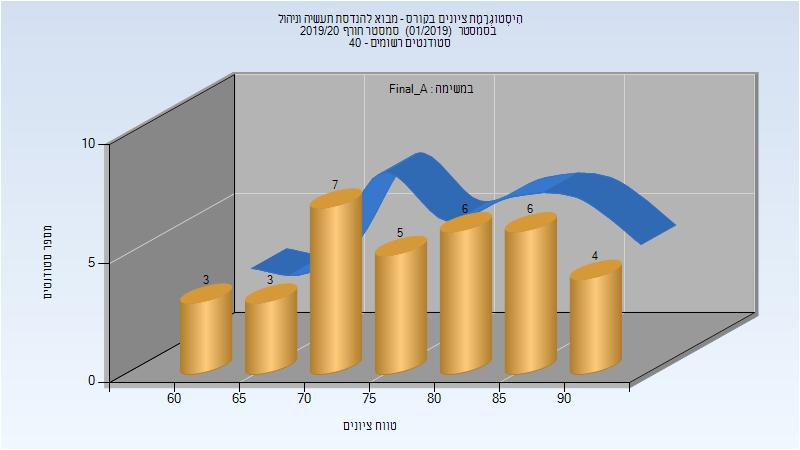 היסטוגרמת ציונים בקורס - מבוא להנדסת תעשיה וניהול
בסמסטר (01/2019) סמסטר חורף 2019/20
סטודנטים רשומים - 40
במשימה : Final_A
מספר סטודנטים
10
5
0
3
3
7
5
6
6
4
60
65
70
75
80
85
90
טווח ציונים